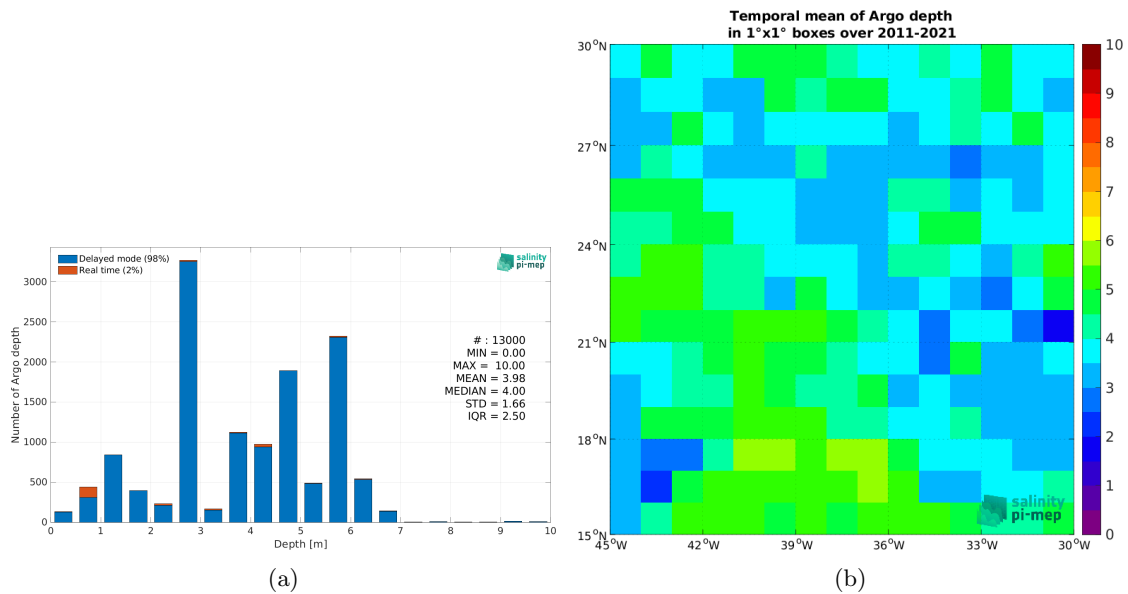 Delayed mode (98%)
Real time (2%)
salinity
pi-mep
# : 13000
MIN = 0.00
MAX = 10.00
MEAN = 3.98
MEDIAN = 4.00
STD = 1.66
IQR = 2.50
Number of Argo depth
3000
2500
2000
1500
1000
500
0
0 1 2 3 4 5 6 7 8 9 10
Depth [m]
(a)
Temporal mean of Argo depth
in 1°x1° boxes over 2011-2021
30°N
27°N
24°N
21°N
18°N
15°N
45°W 42°W 39°W 36°W 33°W 30°W
salinity
pi-mep
10
9
8
7
6
5
4
3
2
1
0
(b)